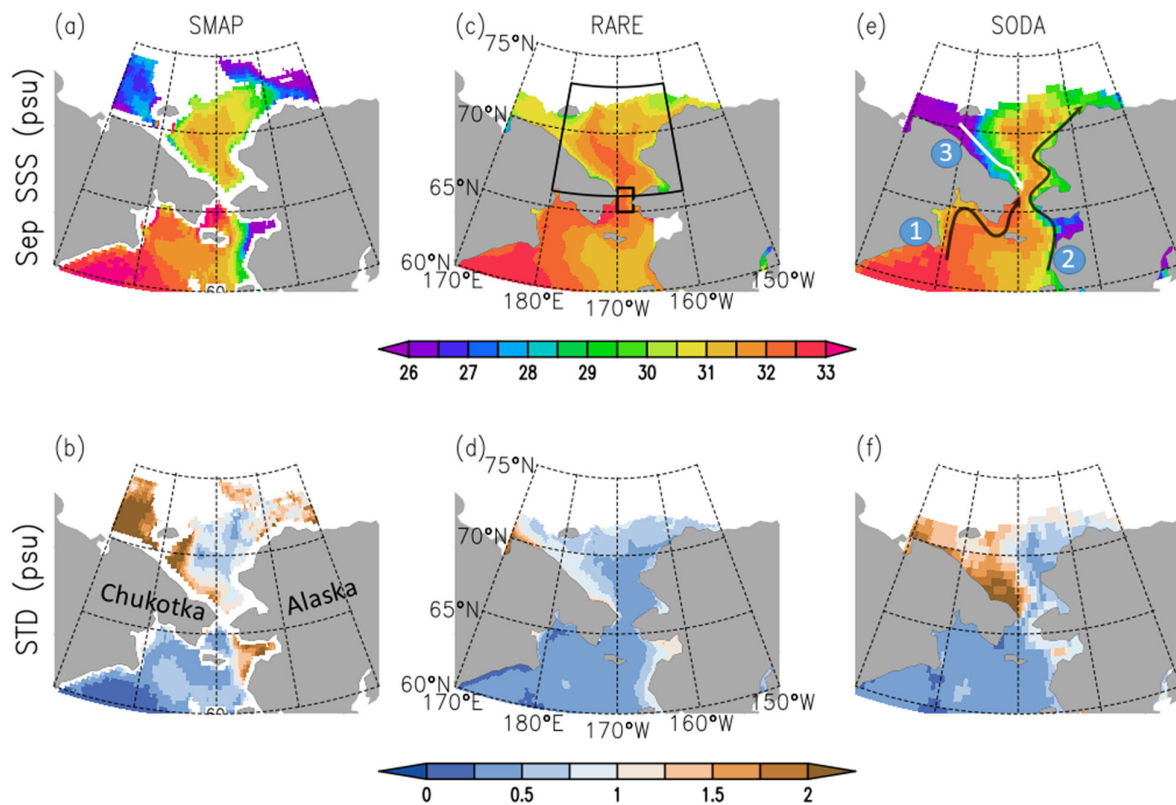 (a) SMAP (c) RARE (e) SODA
75°N
70°N
65°N
60°N
170°E
180°E
170°W
160°W
150°W
Sep SSS (psu)
60
1
2
3
26 27 28 29 30 31 32 33
(b) (d) (f)
75°N
70°N
65°N
60°N
170°E
180°E
170°W
160°W
150°W
STD (psu)
Chukotka
Alaska
60
0 0.5 1 1.5 2